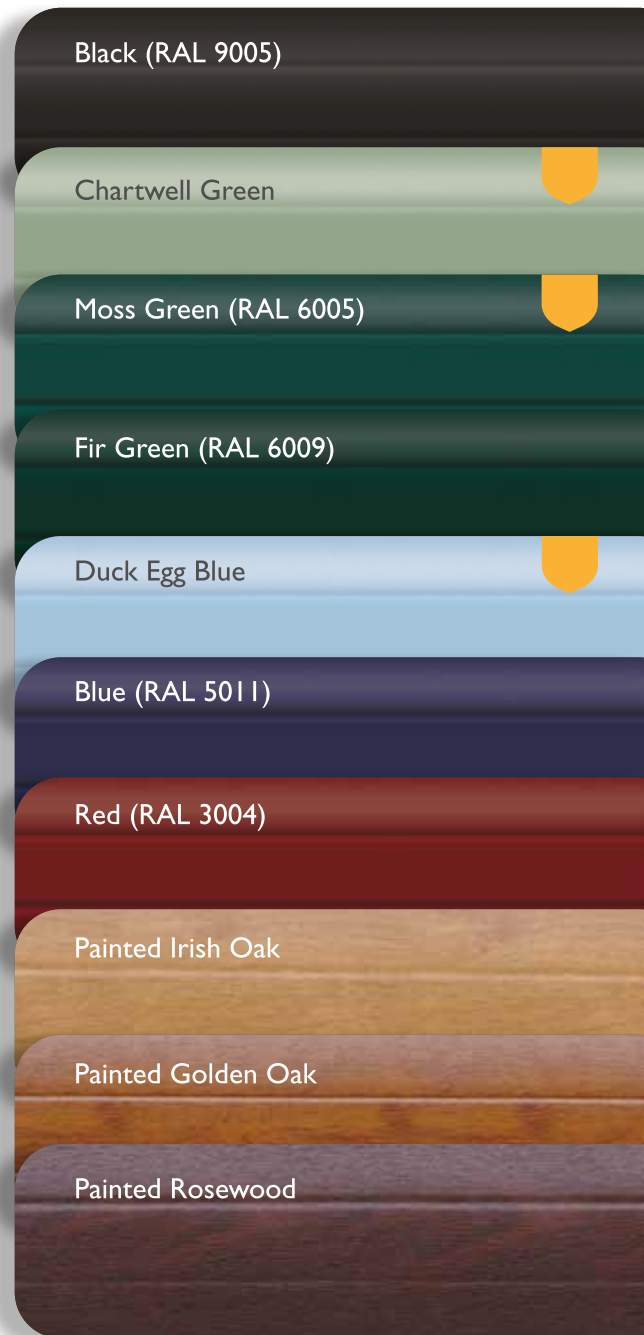 Black (RAL 9005)
Chartwell Green
Moss Green (RAL 6005)
Fir Green (RAL 6009)
Duck Egg Blue
Blue (RAL 5011)
Red (RAL 3004)
Painted Irish Oak
Painted Golden Oak
Painted Rosewood